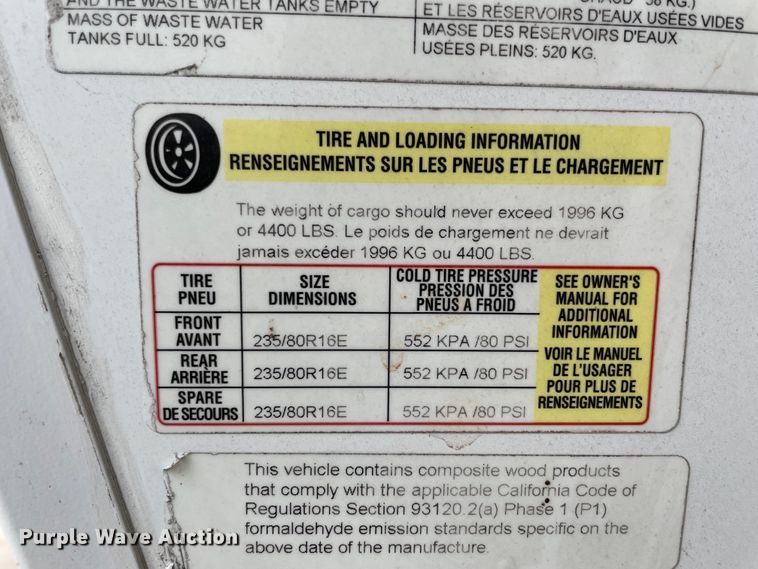 AND THE WASTE WATER TANKS EMPTY
MASS OF WASTE WATER
TANKS FULL: 520 KG
CHAUD 58 KG.)
ET LES RÉSERVOIRS D'EAUX USÉES VIDES
MASSE DES RÉSERVOIRS D'EAUX
USÉES PLEINS: 520 KG.
TIRE AND LOADING INFORMATION
RENSEIGNEMENTS SUR LES PNEUS ET LE CHARGEMENT
The weight of cargo should never exceed 1996 KG
or 4400 LBS. Le poids de chargement ne devrait
jamais excéder 1996 KG ou 4400 LBS.
TIRE
PNEU
SIZE
DIMENSIONS
COLD TIRE PRESSURE
PRESSION DES
PNEUS A FROID
SEE OWNER'S
MANUAL FOR
ADDITIONAL
INFORMATION
VOIR LE MANUEL
DE L'USAGER
POUR PLUS DE
RENSEIGNEMENTS
FRONT
AVANT
235/80R16E
552 KPA /80 PSI
REAR
ARRIÈRE
235/80R16E
552 KPA /80 PSI
SPARE
DE SECOURS
235/80R16E
552 KPA /80 PSI
This vehicle contains composite wood products
that comply with the applicable California Code of
Regulations Section 93120.2(a) Phase 1 (P1)
formaldehyde emission standards specific on the
above date of the manufacture.
Purple Wave Auction